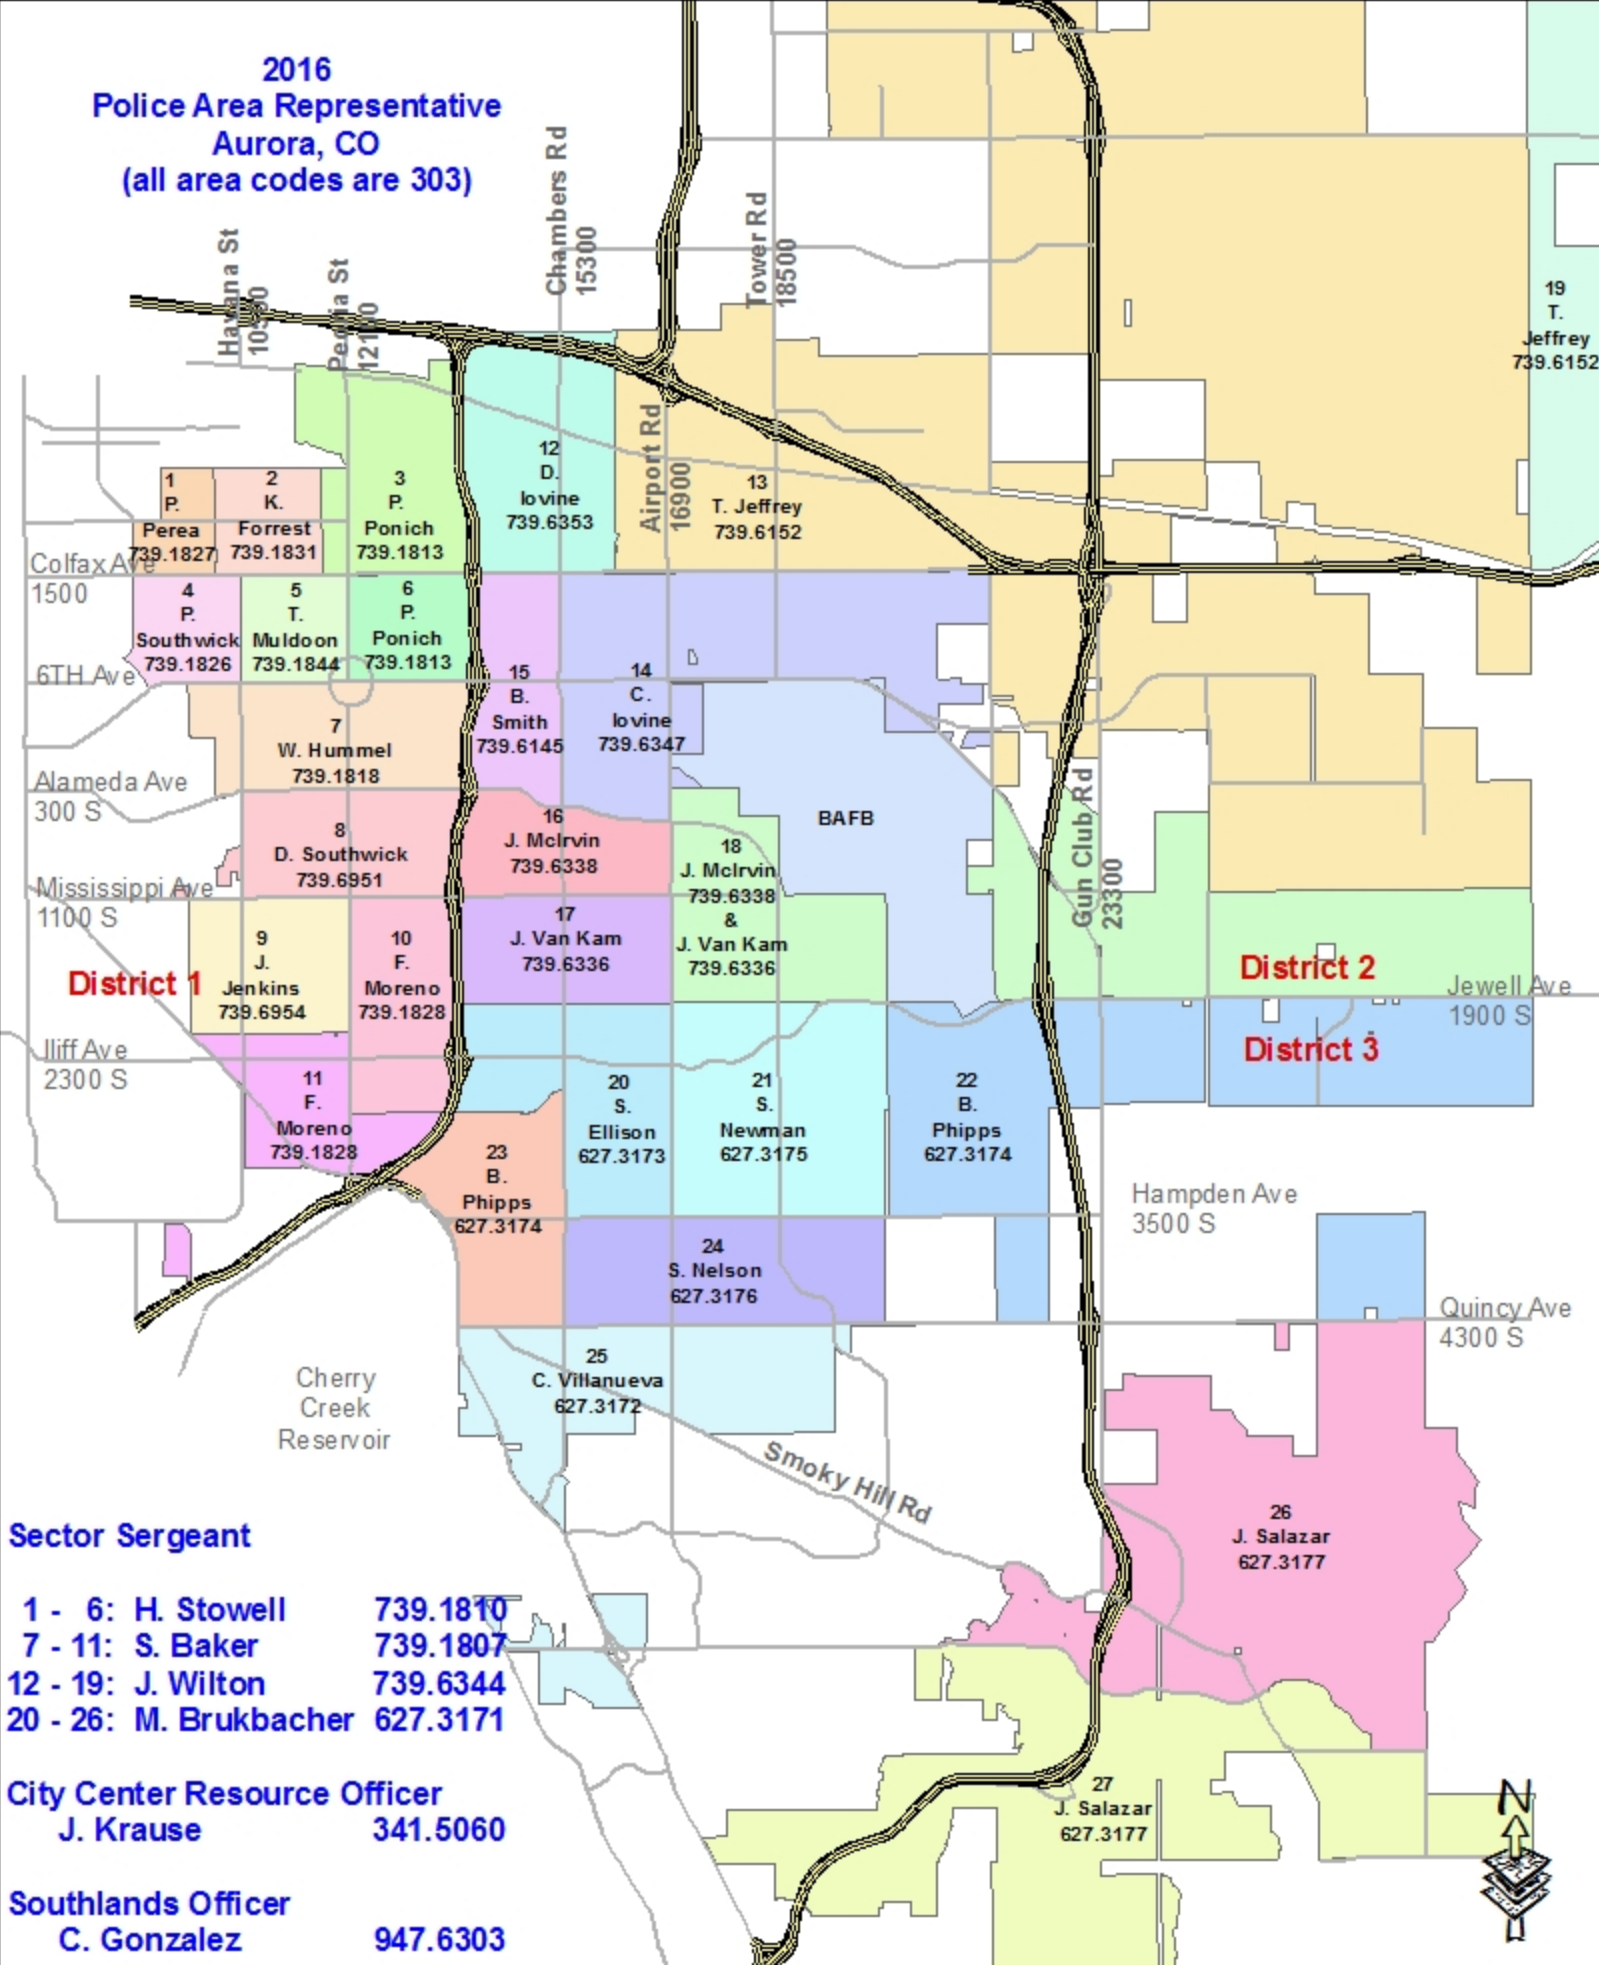 2016
Police Area Representative
Aurora, CO
(all area codes are 303)
Havana St
10500
Peoria St
12100
Chambers Rd
15300
Tower Rd
18500
Airport Rd
16900
Gun Club Rd
23300
19
T.
Jeffrey
739.6152
1
P.
Perea
739.1827
2
K.
Forrest
739.1831
3
P.
Ponich
739.1813
12
D.
Iovine
739.6353
13
T. Jeffrey
739.6152
Colfax Ave
1500
4
P.
Southwick
739.1826
5
T.
Muldoon
739.1844
6
P.
Ponich
739.1813
6TH Ave
15
B.
Smith
739.6145
14
C.
Iovine
739.6347
7
W. Hummel
739.1818
Alameda Ave
300 S
BAFB
8
D. Southwick
739.6951
16
J. McIrvin
739.6338
18
J. McIrvin
739.6338
&
J. Van Kam
739.6336
Mississippi Ave
1100 S
9
J.
Jenkins
739.6954
10
F.
Moreno
739.1828
17
J. Van Kam
739.6336
District 1
District 2
Jewell Ave
1900 S
District 3
Iliff Ave
2300 S
11
F.
Moreno
739.1828
20
S.
Ellison
627.3173
21
S.
Newman
627.3175
22
B.
Phipps
627.3174
23
B.
Phipps
627.3174
Hampden Ave
3500 S
24
S. Nelson
627.3176
Quincy Ave
4300 S
25
C. Villanueva
627.3172
Cherry
Creek
Reservoir
Smoky Hill Rd
26
J. Salazar
627.3177
Sector Sergeant
1 - 6: H. Stowell 739.1810
7 - 11: S. Baker 739.1807
12 - 19: J. Wilton 739.6344
20 - 26: M. Brukbacher 627.3171
City Center Resource Officer
J. Krause 341.5060
Southlands Officer
C. Gonzalez 947.6303
27
J. Salazar
627.3177
N